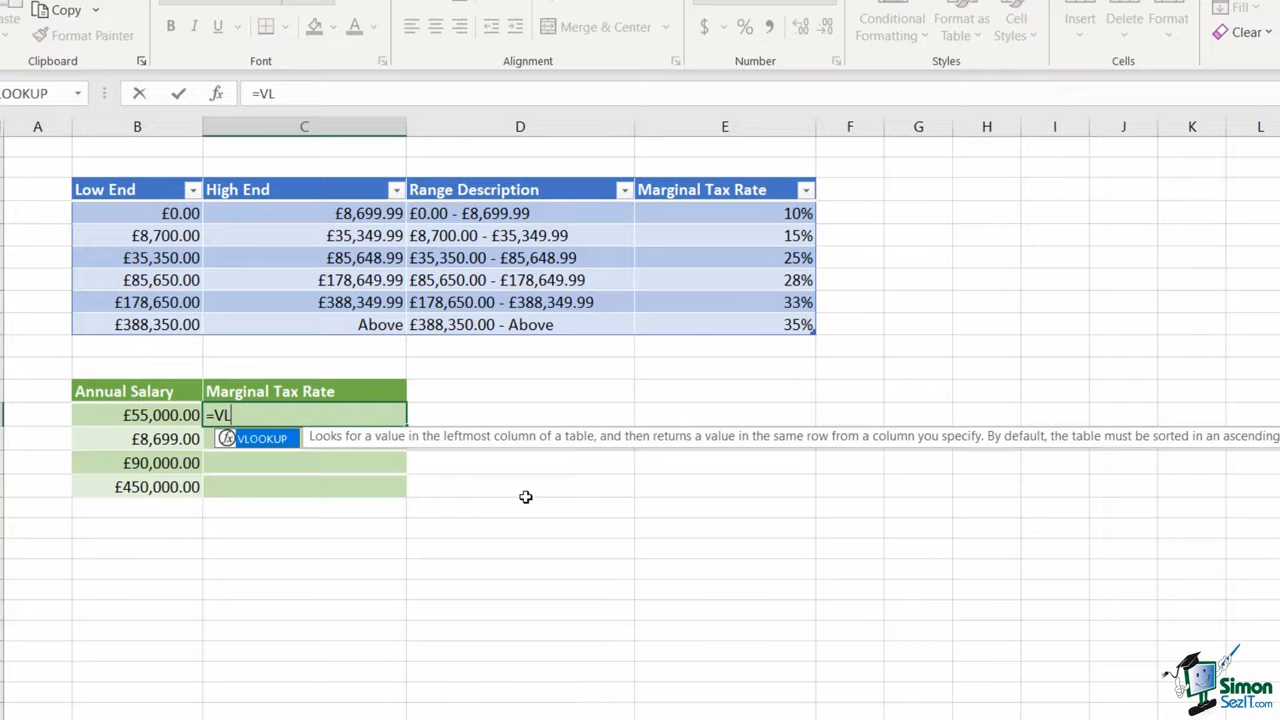 Copy
Fill
Format Painter
B I U A
Merge & Center
$ %
Conditional Formatting
Format as Table
Cell Styles
Insert Delete Format
Clear
Clipboard Font Alignment Number Styles Cells
LOOKUP fx =VL
A B C D E F G H I J K L
Low End High End Range Description Marginal Tax Rate
£0.00 £8,699.99 £0.00 - £8,699.99 10%
£8,700.00 £35,349.99 £8,700.00 - £35,349.99 15%
£35,350.00 £85,648.99 £35,350.00 - £85,648.99 25%
£85,650.00 £178,649.99 £85,650.00 - £178,649.99 28%
£178,650.00 £388,349.99 £178,650.00 - £388,349.99 33%
£388,350.00 Above £388,350.00 - Above 35%
Annual Salary Marginal Tax Rate
£55,000.00 =VL
£8,699.00 fx VLOOKUP Looks for a value in the leftmost column of a table, and then returns a value in the same row from a column you specify. By default, the table must be sorted in an ascending
£90,000.00
£450,000.00
Simon
SezIT.com